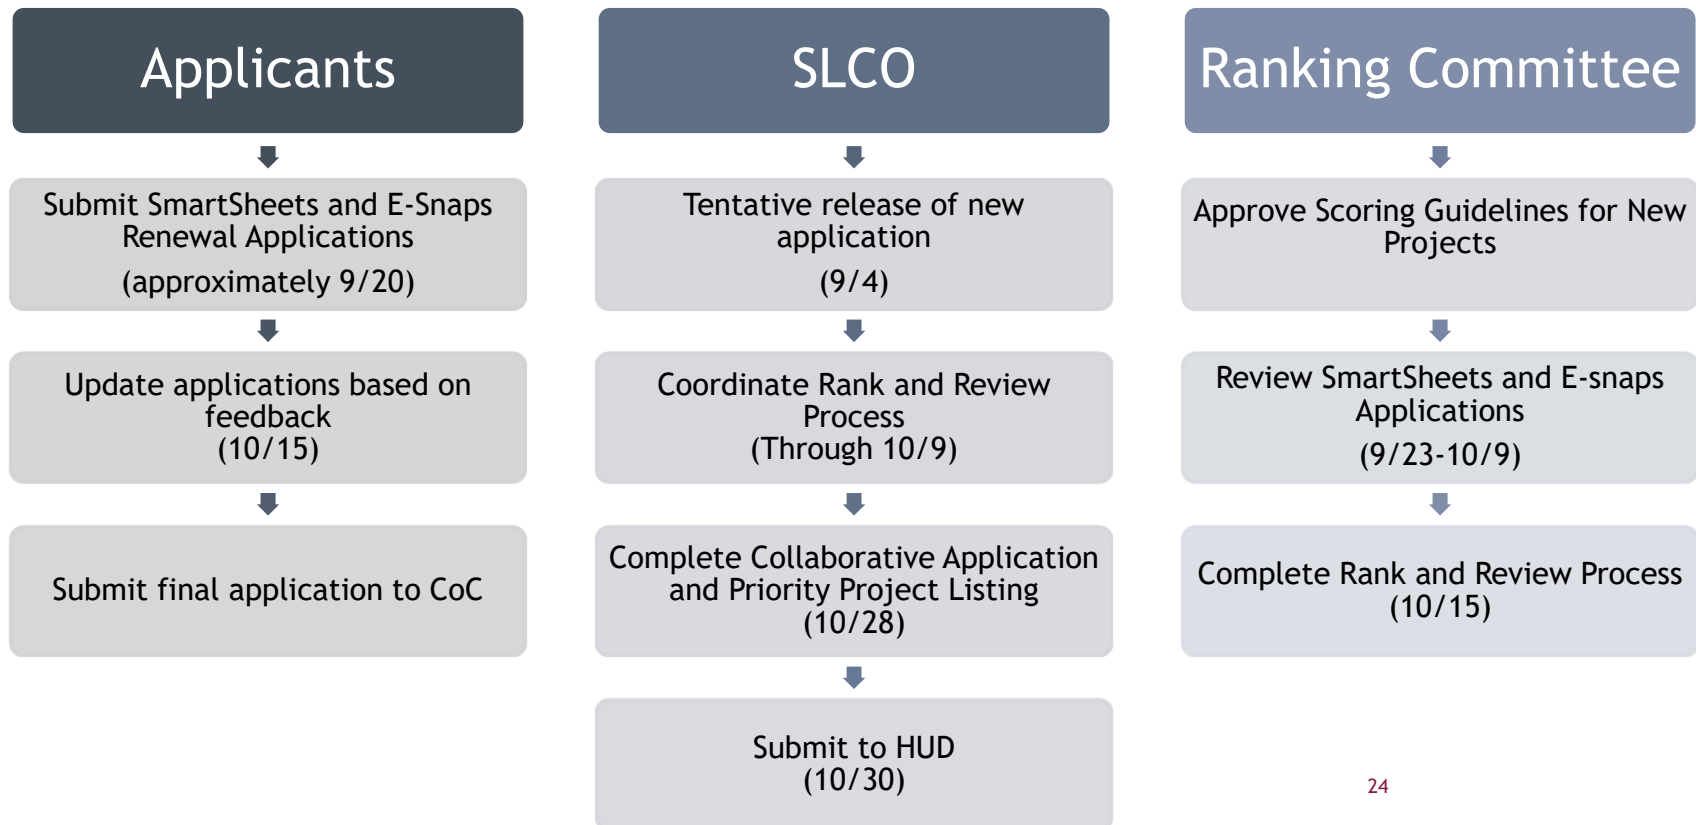 Applicants
Submit SmartSheets and E-Snaps
Renewal Applications
(approximately 9/20)
Update applications based on
feedback
(10/15)
Submit final application to CoC
SLCO
Tentative release of new
application
(9/4)
Coordinate Rank and Review
Process
(Through 10/9)
Complete Collaborative Application
and Priority Project Listing
(10/28)
Submit to HUD
(10/30)
Ranking Committee
Approve Scoring Guidelines for New
Projects
Review SmartSheets and E-snaps
Applications
(9/23-10/9)
Complete Rank and Review Process
(10/15)
24